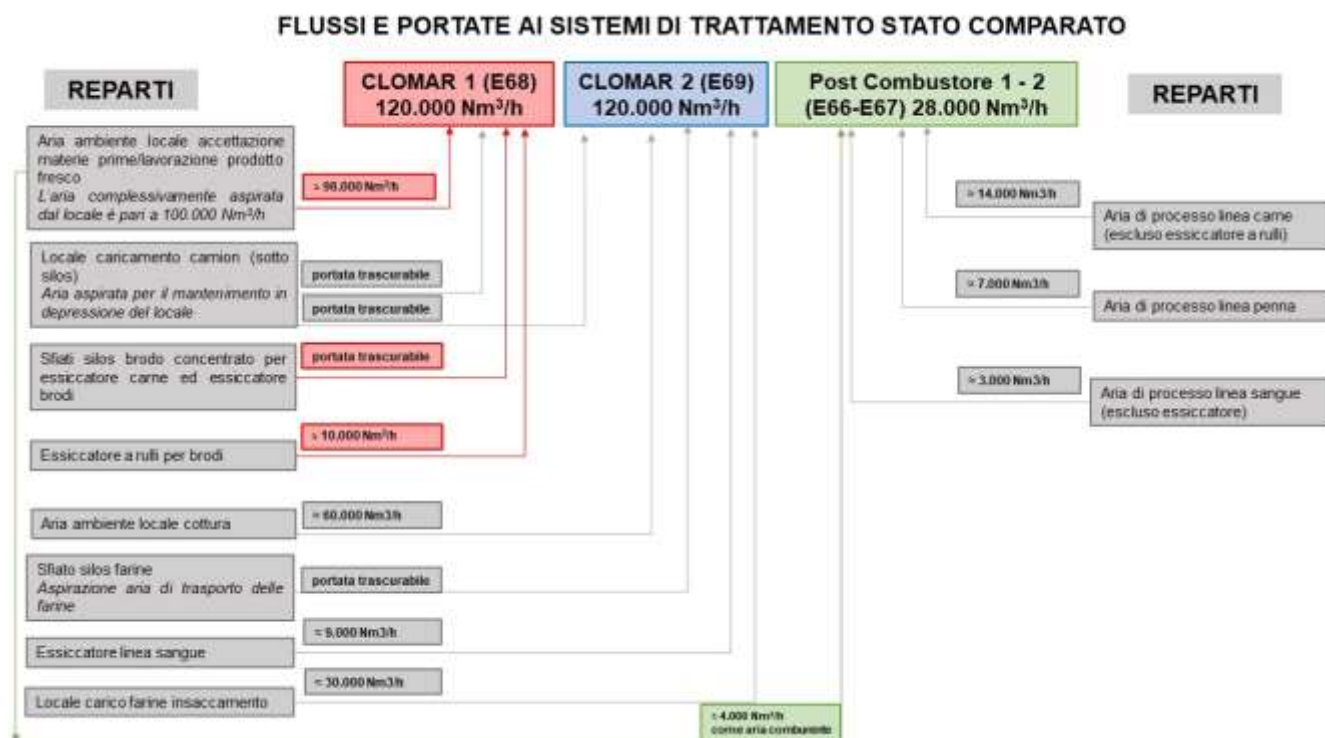 FLUSSI E PORTATE AI SISTEMI DI TRATTAMENTO STATO COMPARATO
REPARTI
CLOMAR 1 (E68)
120.000 Nm³/h
CLOMAR 2 (E69)
120.000 Nm³/h
Post Combustore 1 - 2
(E66-E67) 28.000 Nm³/h
REPARTI
Aria ambiente locale accettazione
materie prime/lavorazione prodotto
fresco
L'aria complessivamente aspirata
dal locale è pari a 100.000 Nm³/h
Nm³/h
Locale caricamento camion (sotto
silos)
Aria aspirata per il mantenimento in
depressione del locale
portata trascurabile
portata trascurabile
Sfiati silos brodo concentrato per
essiccatore carne ed essiccatore
brodi
portata trascurabile
Essiccatore a rulli per brodi
≈ 10.000 Nm³/h
Aria ambiente locale cottura
≈ 60.000 Nm3/h
Sfiato silos farine
Aspirazione aria di trasporto delle
farine
portata trascurabile
Essiccatore linea sangue
≈ 9.000 Nm3/h
Locale carico farine insaccamento
≈ 30.000 Nm3/h
≈ 4.000 Nm³/h
come aria comburente
≈ 14.000 Nm3/h
Aria di processo linea carne
(escluso essiccatore a rulli)
≈ 7.000 Nm3/h
Aria di processo linea penna
≈ 3.000 Nm3/h
Aria di processo linea sangue
(escluso essiccatore)